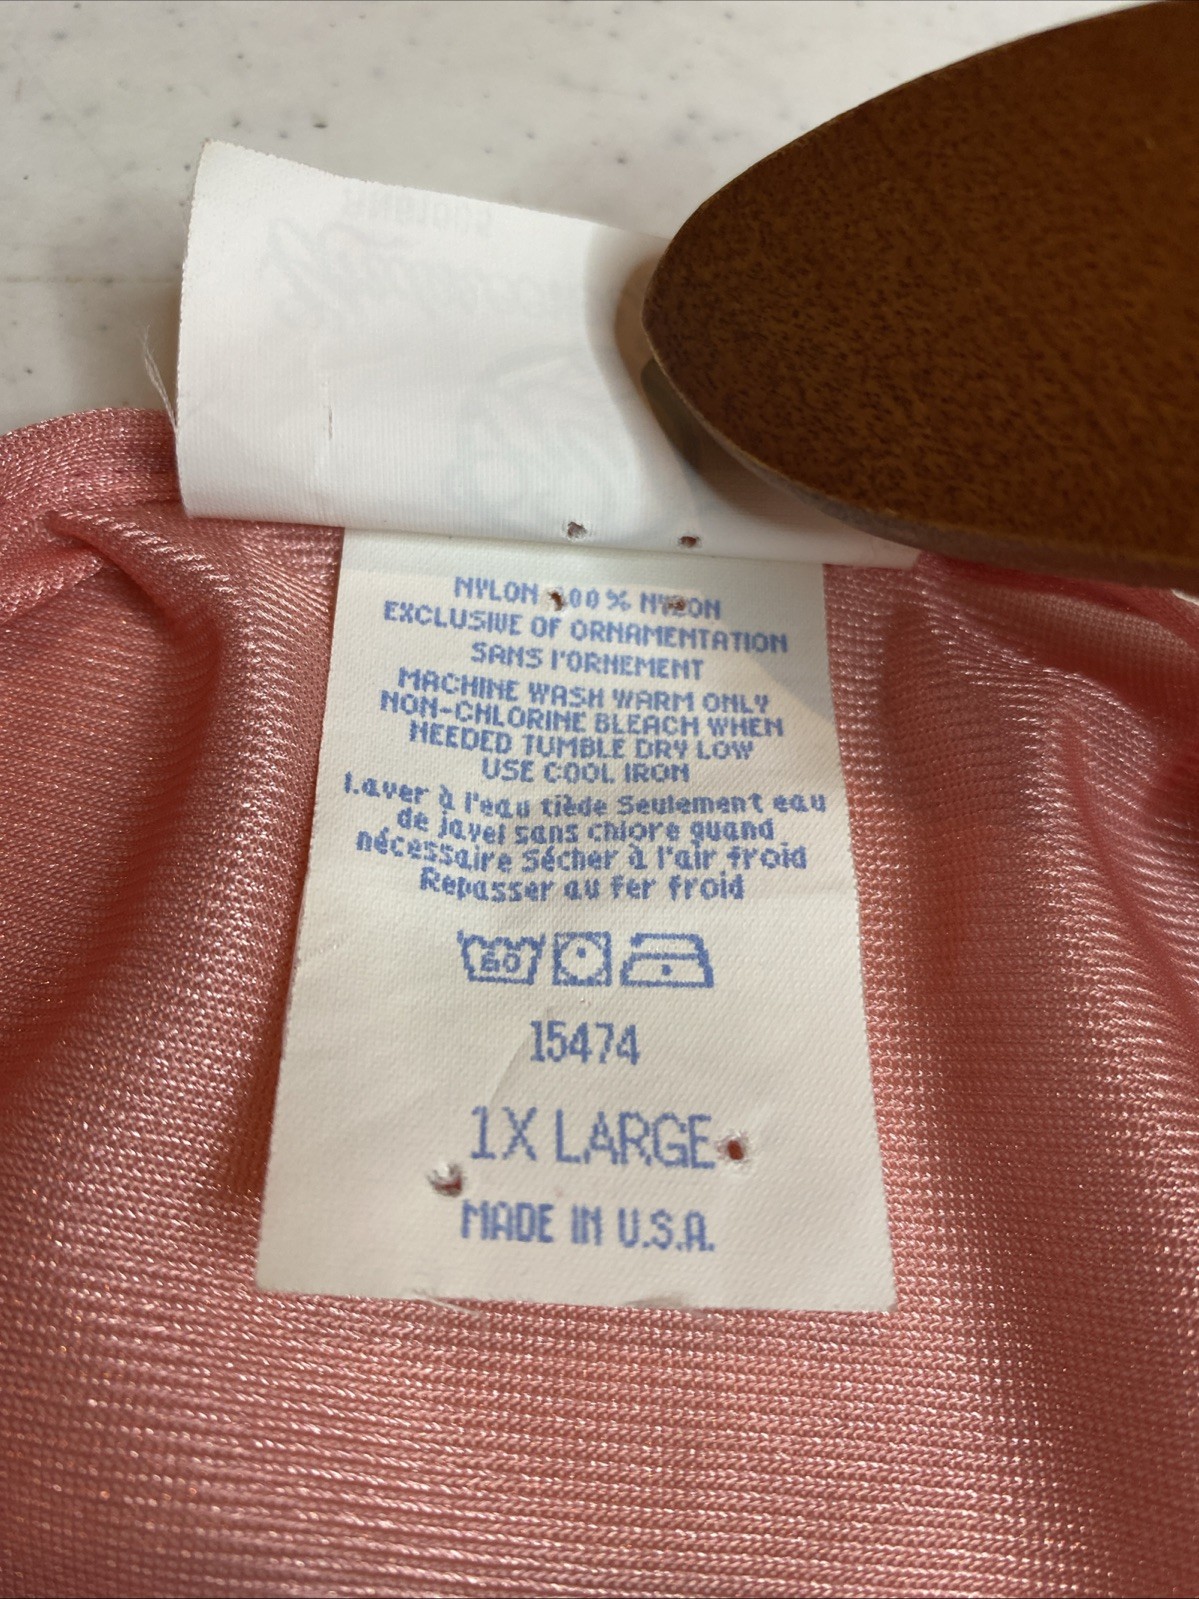 NYLON 100% NYLON
EXCLUSIVE OF ORNAMENTATION
SANS l'ORNEMENT
MACHINE WASH WARM ONLY
NON-CHLORINE BLEACH WHEN
NEEDED TUMBLE DRY LOW
USE COOL IRON
Laver à l'eau tiède Seulement eau
de javel sans chlore quand
nécessaire Sécher à l'air froid
Repasser au fer froid
15474
1X LARGE
MADE IN U.S.A.